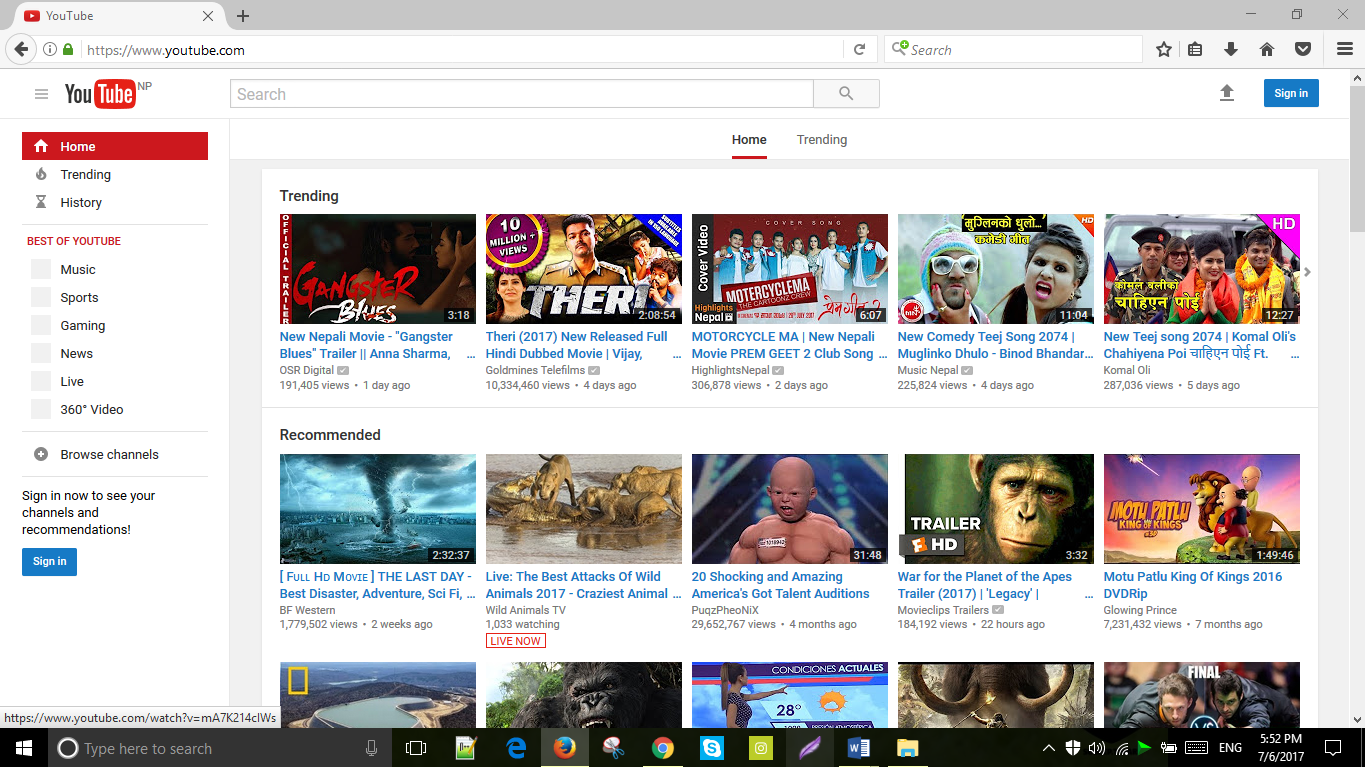 YouTube
https://www.youtube.com
Search
YouTube NP
Search
Sign in
Home Trending
Home
Trending
History
BEST OF YOUTUBE
Music
Sports
Gaming
News
Live
360° Video
Browse channels
Sign in now to see your
channels and
recommendations!
Sign in
Trending
OFFICIAL TRAILER
GANGSTER
BLUES
3:18
New Nepali Movie - "Gangster
Blues" Trailer || Anna Sharma, ...
OSR Digital
191,405 views • 1 day ago
10
MILLION +
VIEWS
THERI
2:08:54
Theri (2017) New Released Full
Hindi Dubbed Movie | Vijay, ...
Goldmines Telefilms
10,334,460 views • 4 days ago
COVER SONG
Cover Video
MOTERCYCLEMA
THE CARTOONZ CREW
Highlights
Nepal
प्रेम गीत 2
6:07
MOTORCYCLE MA | New Nepali
Movie PREM GEET 2 Club Song ...
HighlightsNepal
306,878 views • 2 days ago
मुग्लिनको धुलो...
कमेडी गीत
HD
11:04
New Comedy Teej Song 2074 |
Muglinko Dhulo - Binod Bhandar...
Music Nepal
225,824 views • 4 days ago
HD
कोमल वलीको
चाहिएन पोई
12:27
New Teej song 2074 | Komal Oli's
Chahiyena Poi चाहिएन पोई Ft. ...
Komal Oli
287,036 views • 5 days ago
Recommended
2:32:37
[ Full Hd Movie ] THE LAST DAY -
Best Disaster, Adventure, Sci Fi, ...
BF Western
1,779,502 views • 2 weeks ago
Live: The Best Attacks Of Wild
Animals 2017 - Craziest Animal ...
Wild Animals TV
1,033 watching
LIVE NOW
31:48
20 Shocking and Amazing
America's Got Talent Auditions
PuqzPheoNiX
29,652,767 views • 4 months ago
TRAILER
HD
3:32
War for the Planet of the Apes
Trailer (2017) | 'Legacy' | ...
Movieclips Trailers
184,192 views • 22 hours ago
MOTU PATLU
KING OF KINGS
1:49:46
Motu Patlu King Of Kings 2016
DVDRip
Glowing Prince
7,231,432 views • 7 months ago
CONDICIONES ACTUALES
28°
PRESIÓN ATMOSFÉRICA
FINAL
VS
https://www.youtube.com/watch?v=mA7K214cIWs
Type here to search
ENG
5:52 PM
7/6/2017